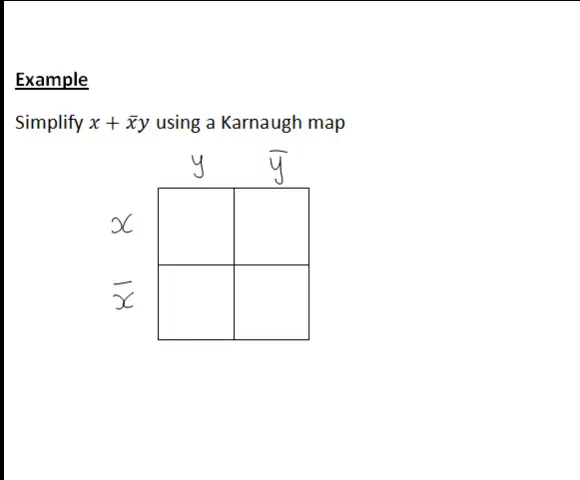 Example
Simplify x + x̄y using a Karnaugh map
y ȳ
x
x̄